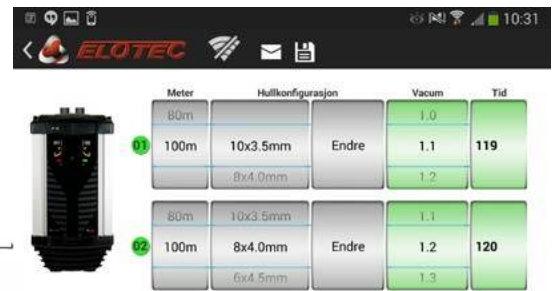 10:31
ELOTEC
Meter Hullkonfigurasjon Vacum Tid
80m 1.0
01 100m 10x3.5mm Endre 1.1 119
8x4.0mm 1.2
80m 10x3.5mm 1.1
02 100m 8x4.0mm Endre 1.2 120
6x4.5mm 1.3